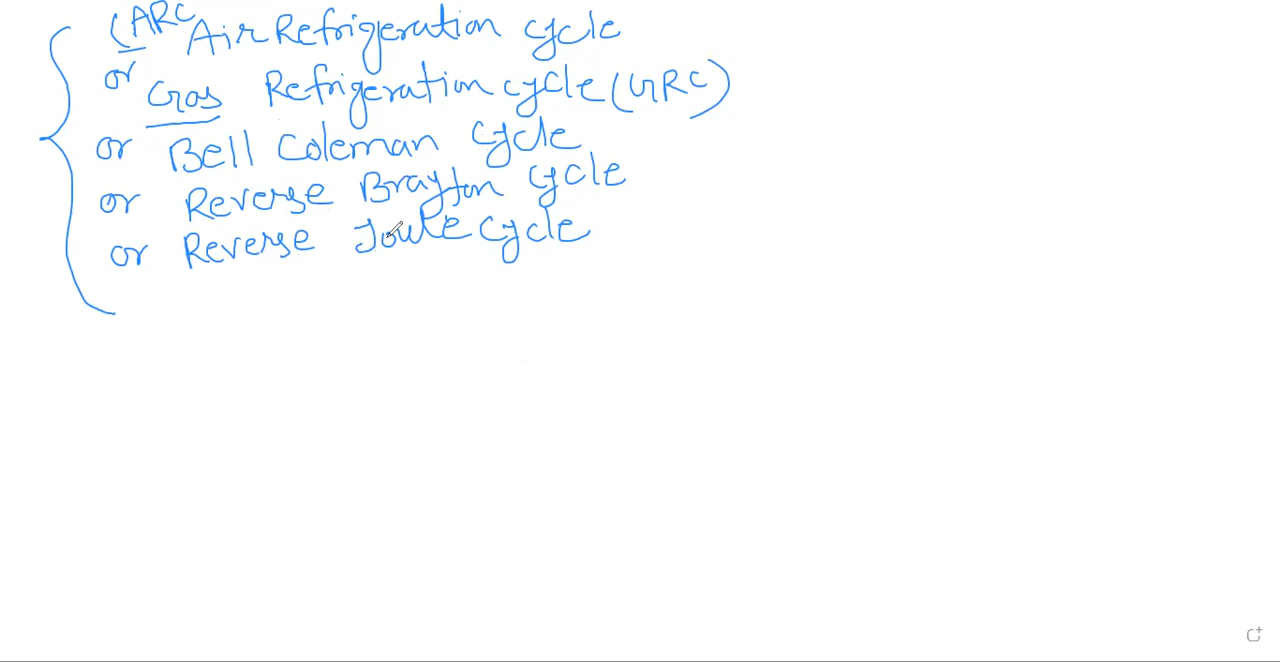 (ARC Air Refrigeration cycle
or Gas Refrigeration cycle (GRC)
or Bell Coleman cycle
or Reverse Brayton cycle
or Reverse Joule cycle